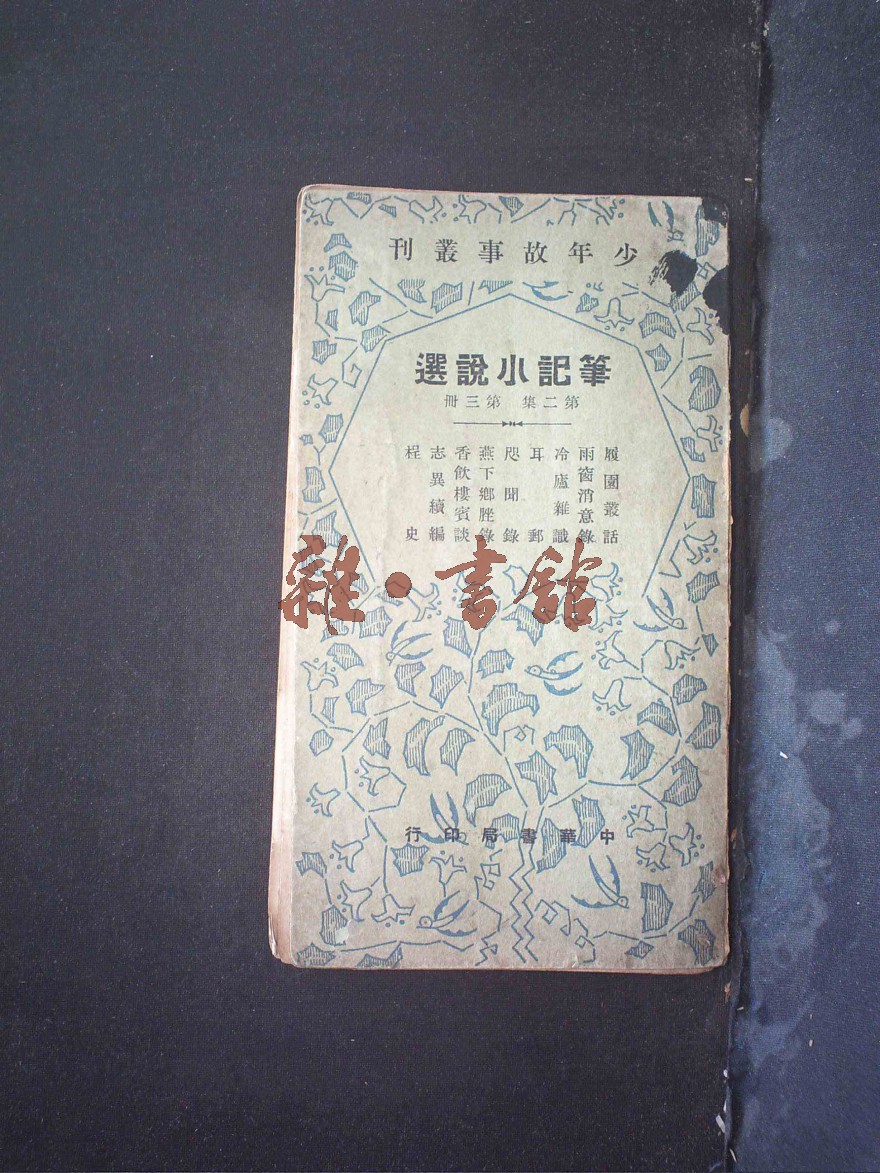 少年故事叢刊
筆記小說選
第二集 第三册
履園叢話
雨窗消意錄
冷廬雜識
耳郵
咫聞錄
燕下鄉脞錄
香飲樓賓談
志異續編
桯史
雜·書館
中華書局印行